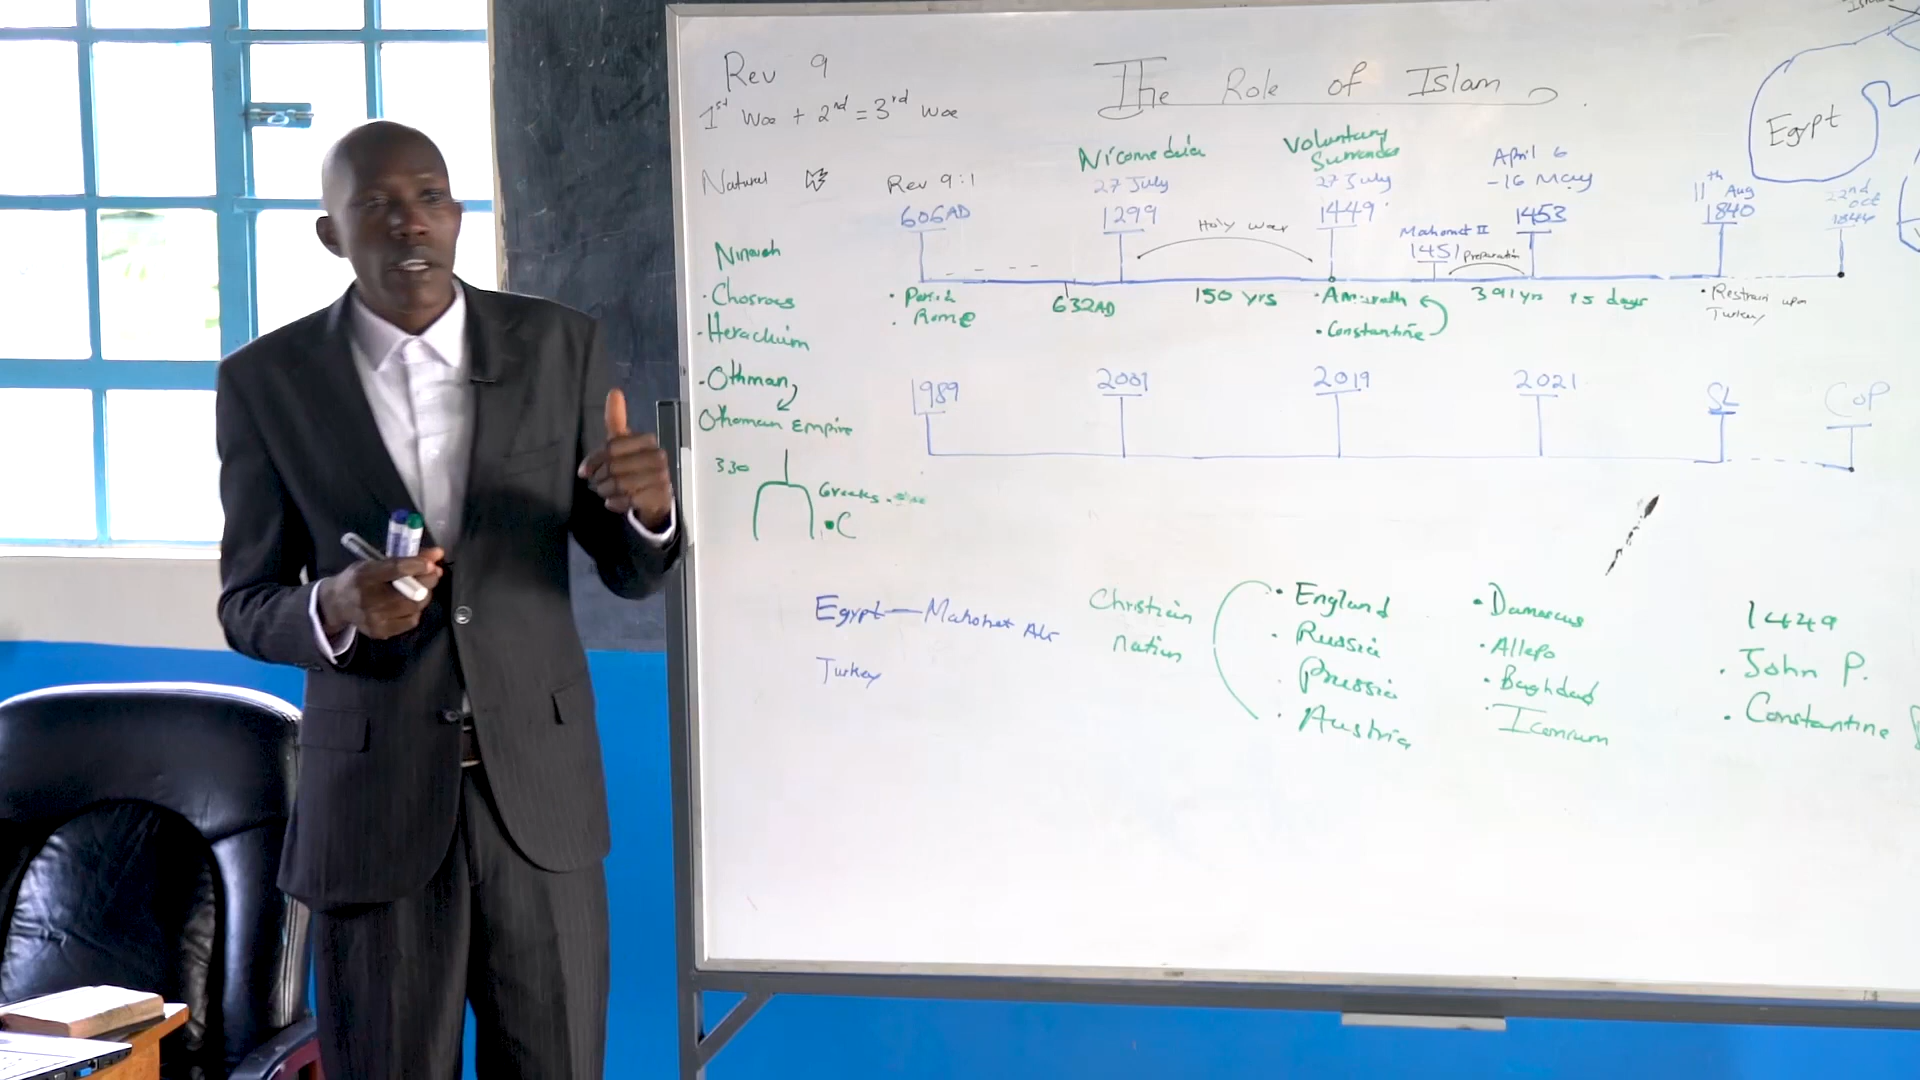 Rev 9
The Role of Islam
1st Woe + 2nd = 3rd Woe
Egypt
Natural
Rev 9:1
606AD
Nicomedia
27 July
1299
Voluntary
Surrender
27 July
1449
April 6
-16 May
1453
11th Aug
1840
22nd
oct
1844
Holy War
Mahomet II
1451
Preparation
Ninaveh
• Chosroes
• Heraclium
• Othman
Othoman Empire
• Persia
• Rome
632AD
150 yrs
• Amurath
• Constantine
391yrs 15 days
• Restrain upon
Turkey
1989
2001
2019
2021
SL
CoP
330
Greeks
• C
Egypt — Mahomet Ali
Turkey
Christian
nation
• England
• Russia
• Prussia
• Austria
• Damascus
• Allepo
• Baghdad
• Iconium
1449
• John P.
• Constantine